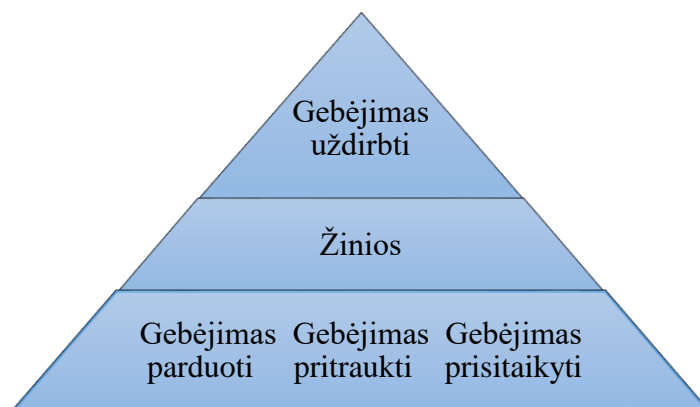 Gebėjimas
uždirbti
Žinios
Gebėjimas Gebėjimas Gebėjimas
parduoti pritraukti prisitaikyti